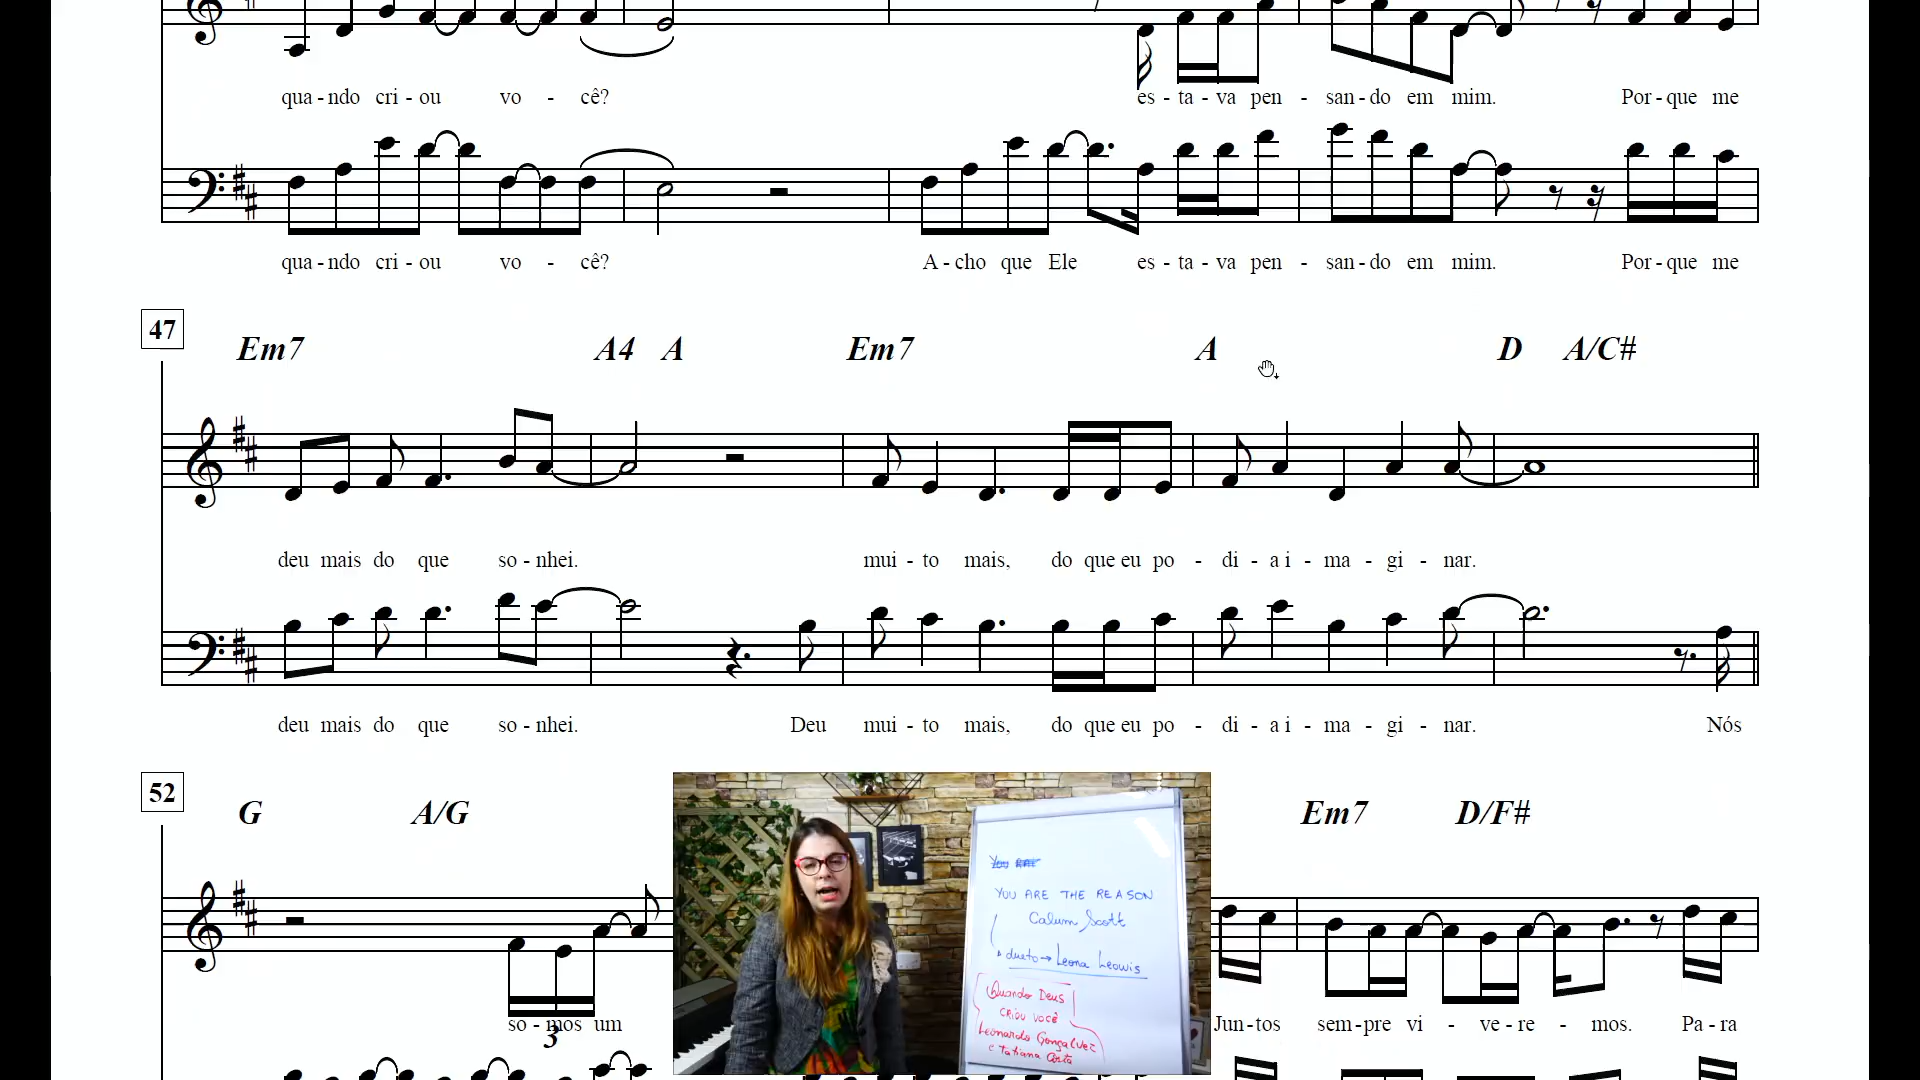 qua - ndo cri - ou vo - cê? es - ta - va pen - san - do em mim. Por - que me
qua - ndo cri - ou vo - cê? A - cho que Ele es - ta - va pen - san - do em mim. Por - que me
47
Em7 A4 A Em7 A D A/C#
deu mais do que so - nhei. mui - to mais, do que eu po - di - a i - ma - gi - nar.
deu mais do que so - nhei. Deu mui - to mais, do que eu po - di - a i - ma - gi - nar. Nós
52
G A/G Em7 D/F#
so - mos um Jun - tos sem - pre vi - ve - re - mos. Pa - ra
3
YOU ARE THE REASON
Calum Scott
dueto → Leona Leowis
Quando Deus
CRIOU VOCÊ
Leonardo Gonçalvez
e Tatiana Costa